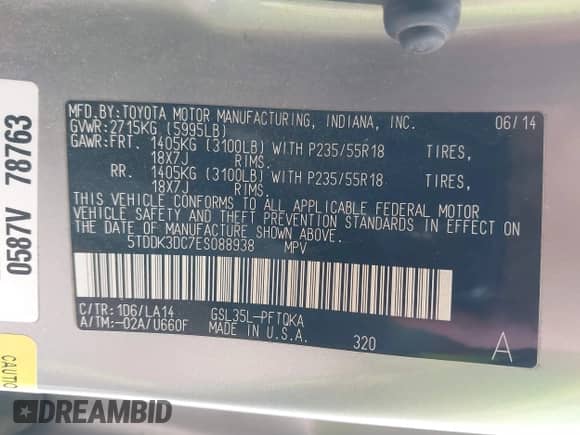 MFD.BY:TOYOTA MOTOR MANUFACTURING, INDIANA, INC. 06/14
GVWR:2715KG (5995LB)
GAWR:FRT. 1405KG (3100LB) WITH P235/55R18 TIRES,
18X7J RIMS.
RR. 1405KG (3100LB) WITH P235/55R18 TIRES,
18X7J RIMS.
THIS VEHICLE CONFORMS TO ALL APPLICABLE FEDERAL MOTOR
VEHICLE SAFETY AND THEFT PREVENTION STANDARDS IN EFFECT
ON THE DATE OF MANUFACTURE SHOWN ABOVE.
5TDDK3DC7ES088938 MPV
C/TR:1D6/LA14 GSL35L-PFTQKA
A/TM:-02A/U660F MADE IN U.S.A. 320
A
0587V 78763
CAUTIO
DREAMBID